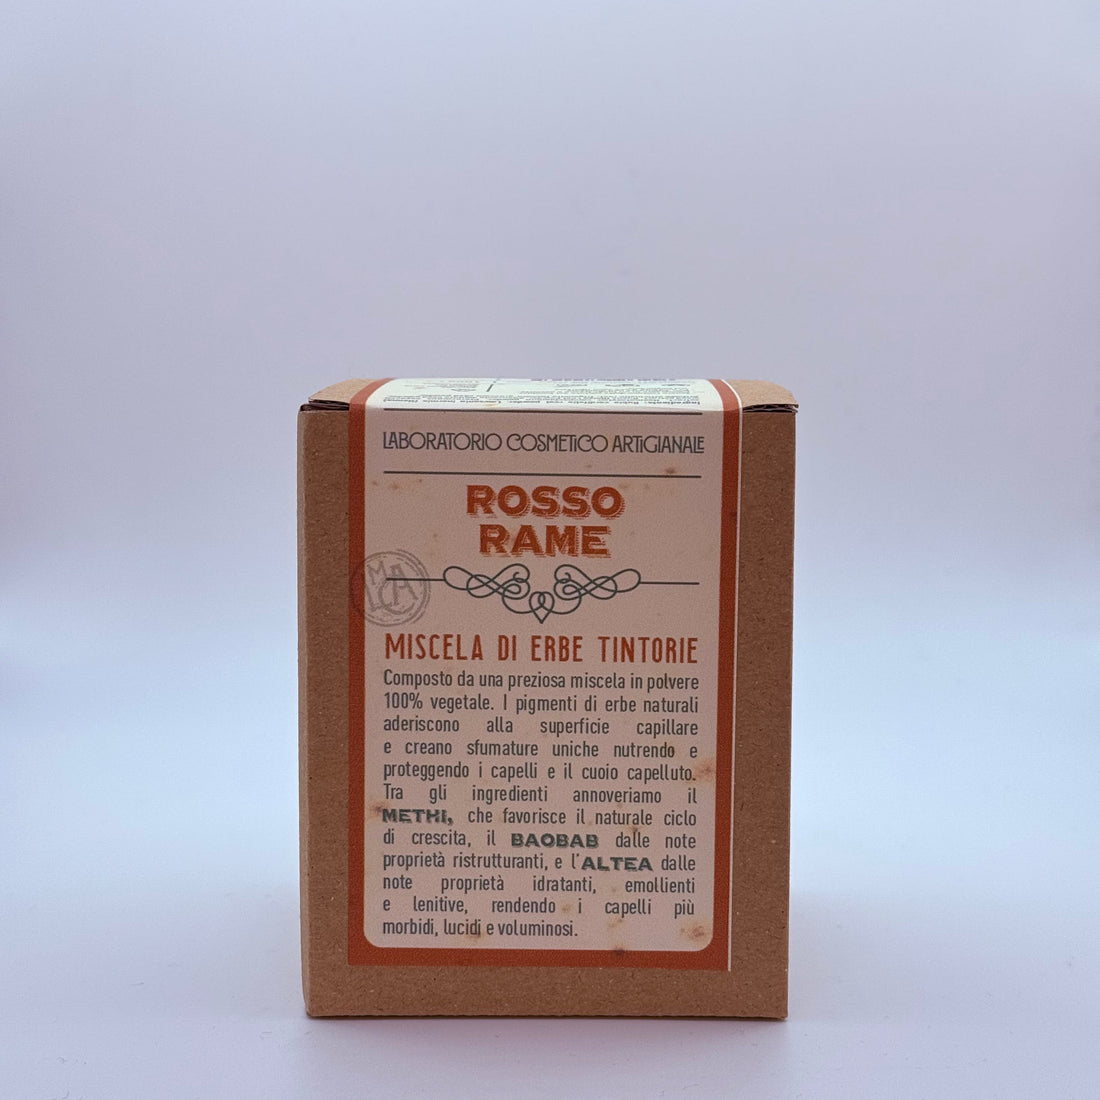 LABORATORIO COSMETICO ARTIGIANALE
ROSSO
RAME
MISCELA DI ERBE TINTORIE
Composto da una preziosa miscela in polvere
100% vegetale. I pigmenti di erbe naturali
aderiscono alla superficie capillare
e creano sfumature uniche nutrendo e
proteggendo i capelli e il cuoio capelluto.
Tra gli ingredienti annoveriamo il
METHI, che favorisce il naturale ciclo
di crescita, il BAOBAB dalle note
proprietà ristrutturanti, e l'ALTEA dalle
note proprietà idratanti, emollienti
e lenitive, rendendo i capelli più
morbidi, lucidi e voluminosi.